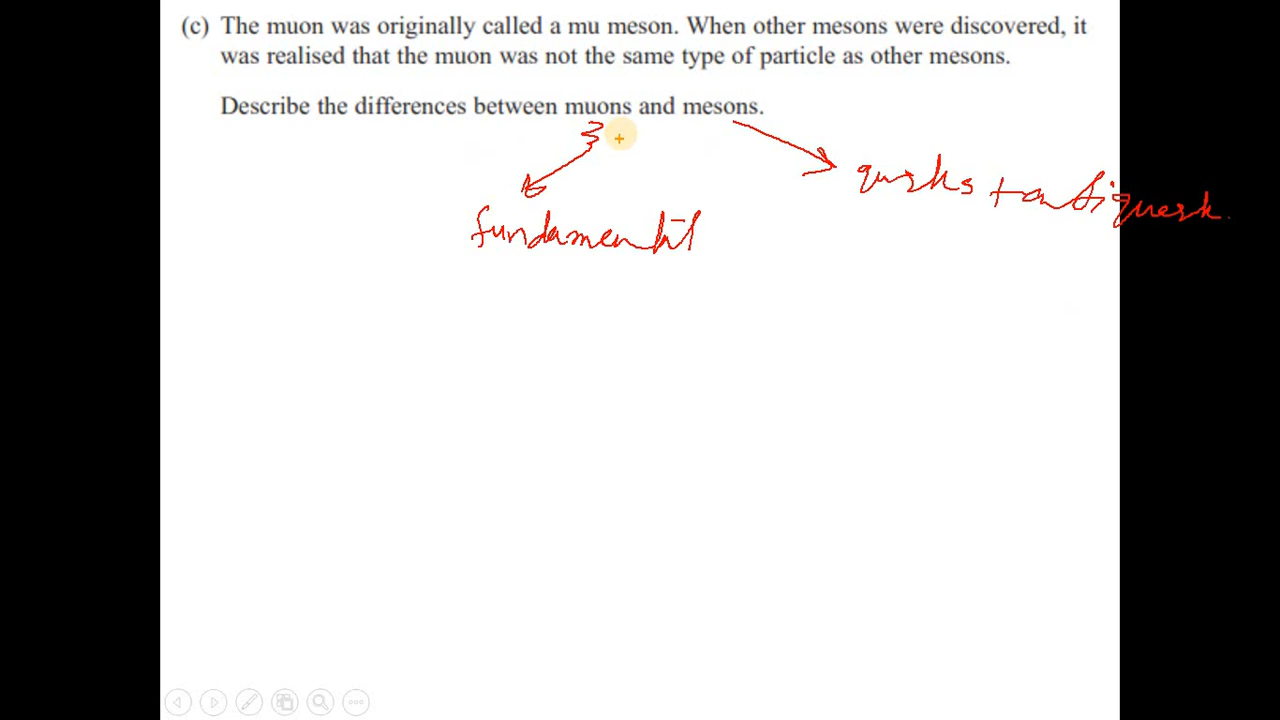 (c) The muon was originally called a mu meson. When other mesons were discovered, it
was realised that the muon was not the same type of particle as other mesons.
Describe the differences between muons and mesons.
fundamental
quarks + antiquark